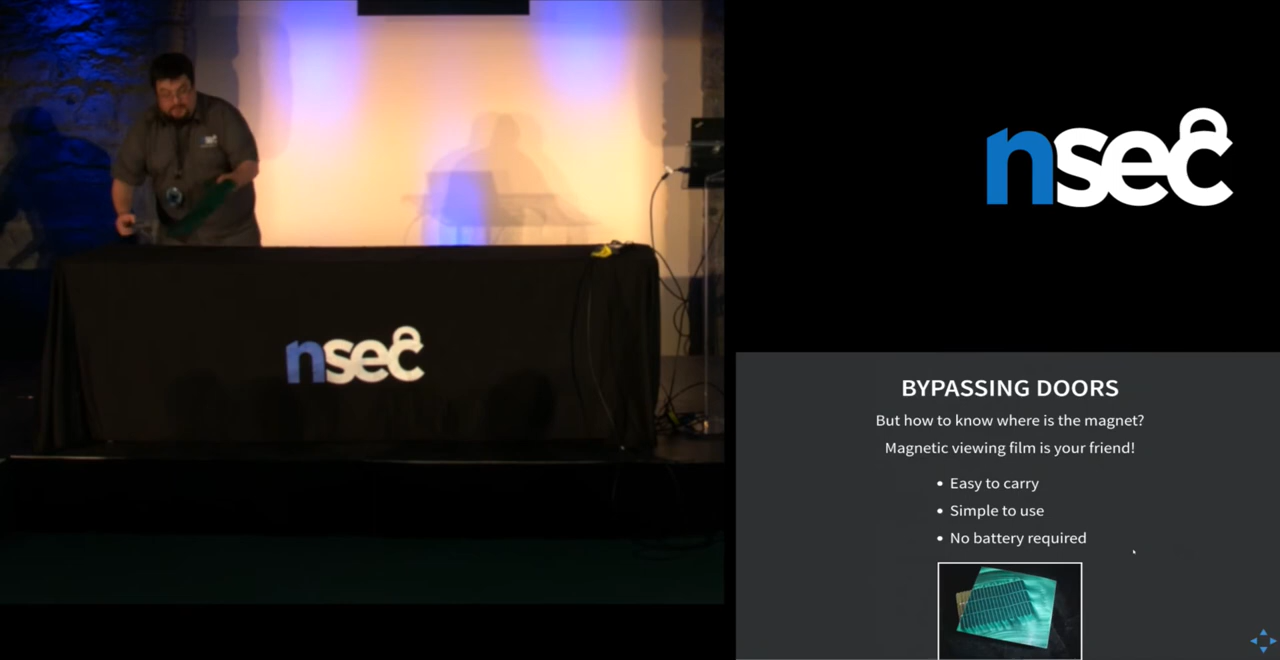 nsec
nsec
BYPASSING DOORS
But how to know where is the magnet?
Magnetic viewing film is your friend!
• Easy to carry
• Simple to use
• No battery required